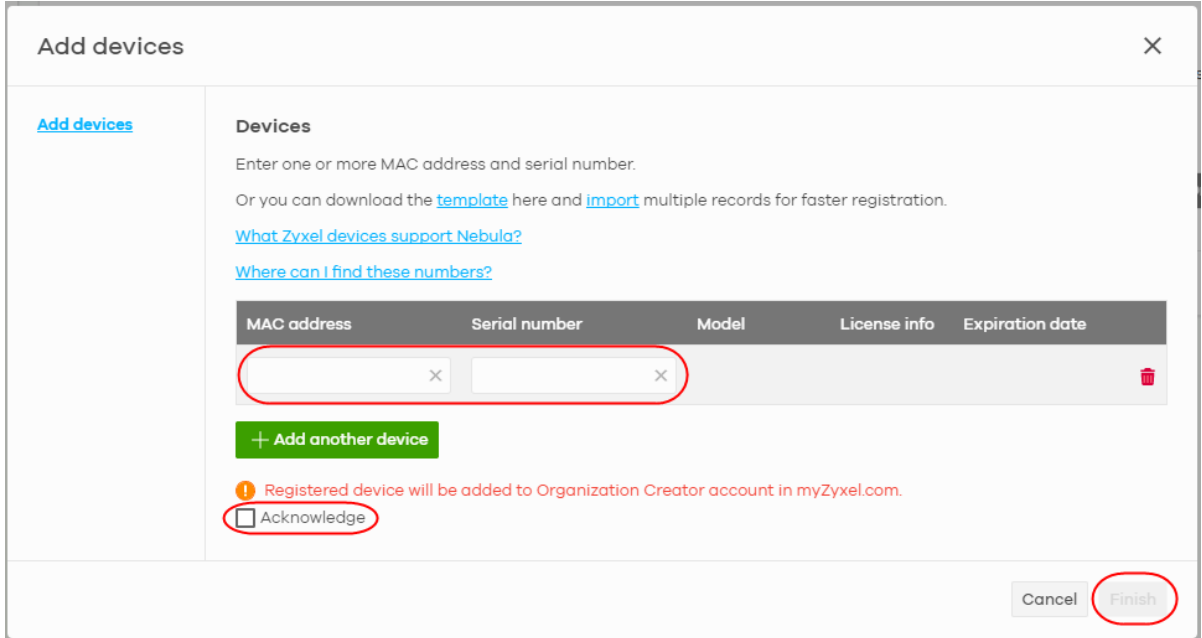 Add devices
Add devices
Devices
Enter one or more MAC address and serial number.
Or you can download the template here and import multiple records for faster registration.
What Zyxel devices support Nebula?
Where can I find these numbers?
MAC address Serial number Model License info Expiration date
+ Add another device
Registered device will be added to Organization Creator account in myZyxel.com.
Acknowledge
Cancel Finish